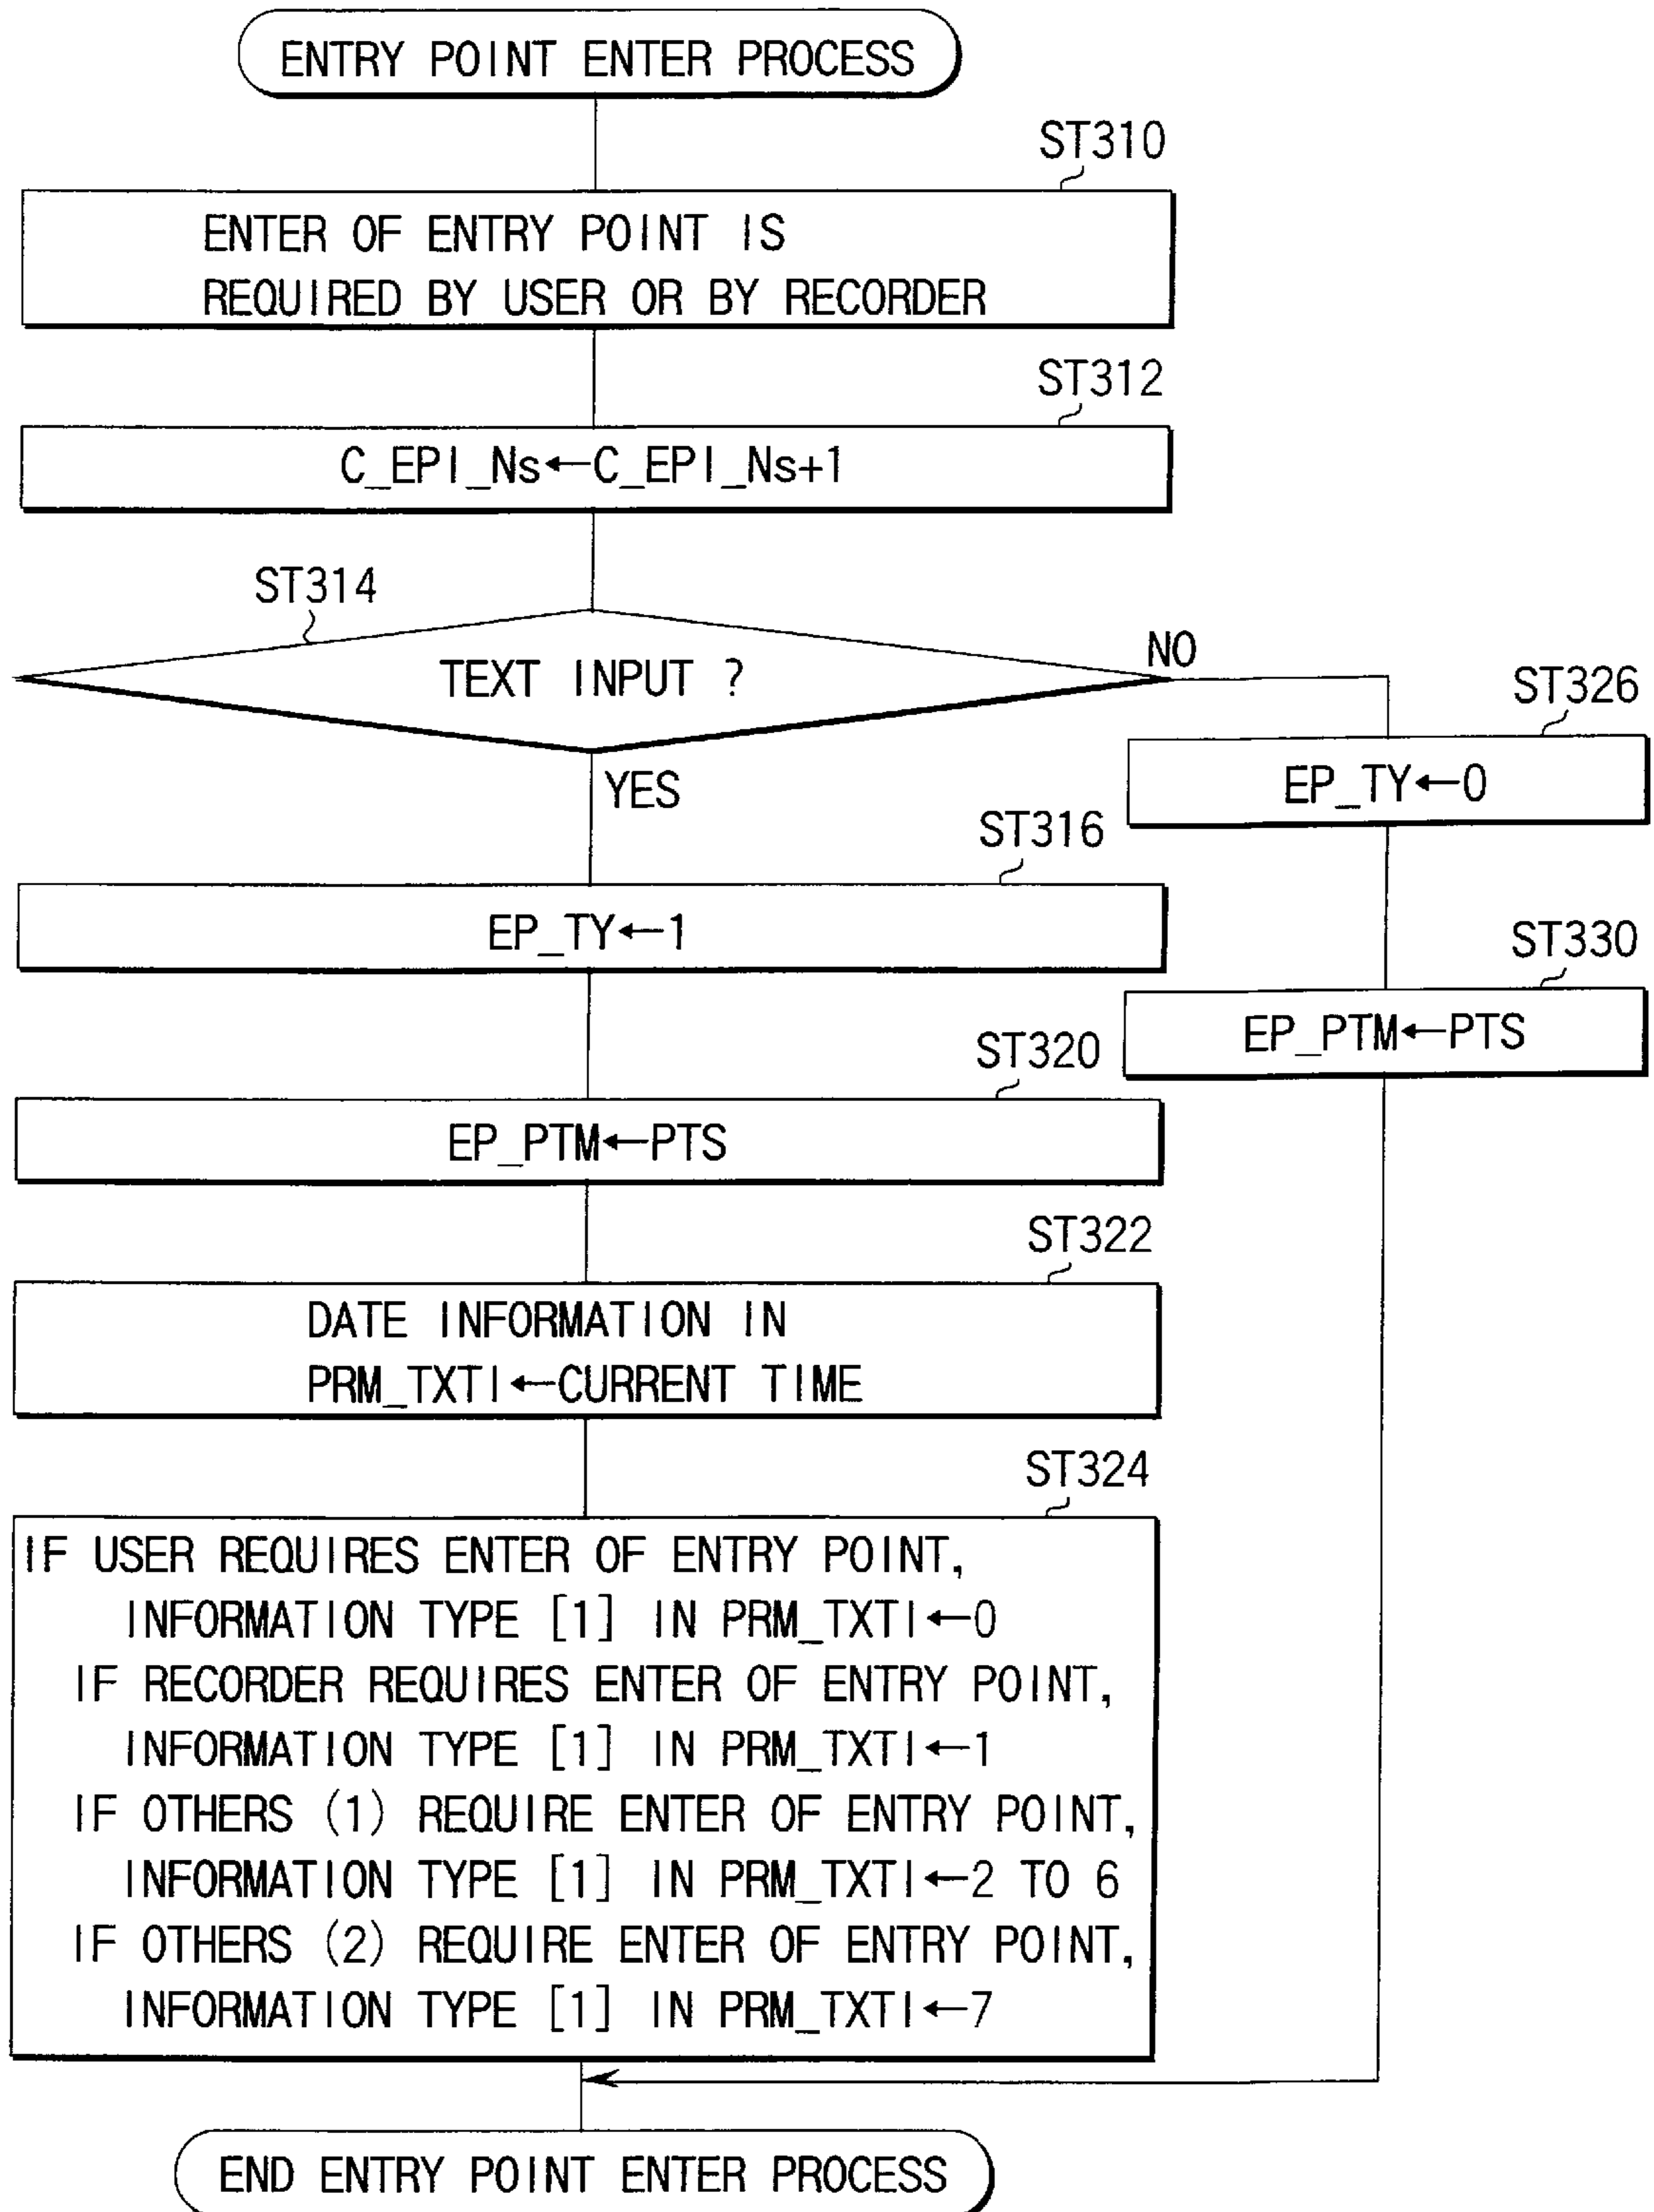 ENTRY POINT ENTER PROCESS
ST310
ENTER OF ENTRY POINT IS
REQUIRED BY USER OR BY RECORDER
ST312
C_EPI_Ns←C_EPI_Ns+1
ST314
TEXT INPUT ?
NO
YES
ST326
EP_TY←0
ST316
EP_TY←1
ST330
EP_PTM←PTS
ST320
EP_PTM←PTS
ST322
DATE INFORMATION IN
PRM_TXTI←CURRENT TIME
ST324
IF USER REQUIRES ENTER OF ENTRY POINT,
INFORMATION TYPE [1] IN PRM_TXTI←0
IF RECORDER REQUIRES ENTER OF ENTRY POINT,
INFORMATION TYPE [1] IN PRM_TXTI←1
IF OTHERS (1) REQUIRE ENTER OF ENTRY POINT,
INFORMATION TYPE [1] IN PRM_TXTI←2 TO 6
IF OTHERS (2) REQUIRE ENTER OF ENTRY POINT,
INFORMATION TYPE [1] IN PRM_TXTI←7
END ENTRY POINT ENTER PROCESS